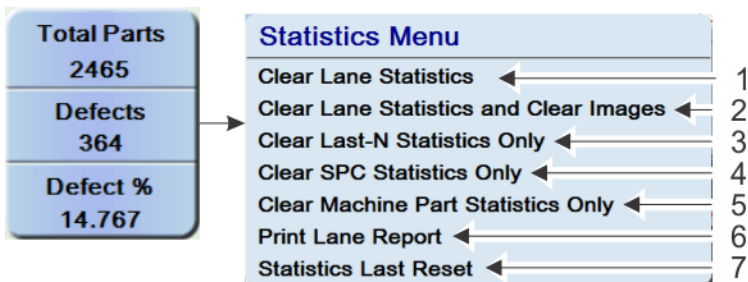 Total Parts
2465
Defects
364
Defect %
14.767
Statistics Menu
Clear Lane Statistics 1
Clear Lane Statistics and Clear Images 2
Clear Last-N Statistics Only 3
Clear SPC Statistics Only 4
Clear Machine Part Statistics Only 5
Print Lane Report 6
Statistics Last Reset 7